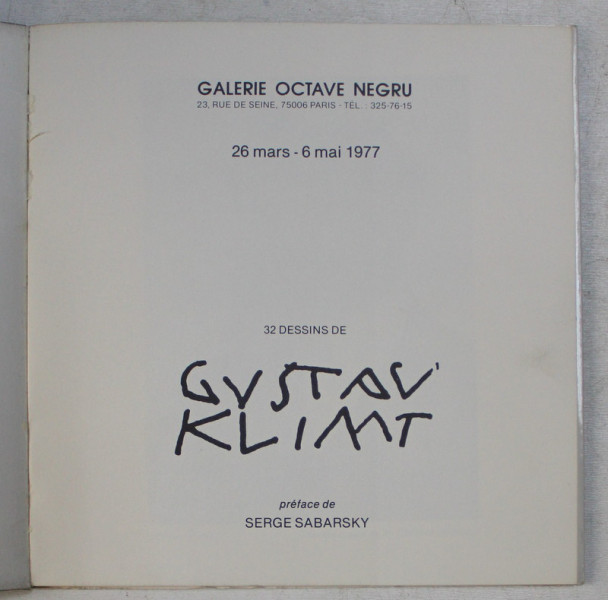 GALERIE OCTAVE NEGRU
23, RUE DE SEINE, 75006 PARIS - TÉL. : 325-76-15
26 mars - 6 mai 1977
32 DESSINS DE
GVSTAV
KLIMT
préface de
SERGE SABARSKY